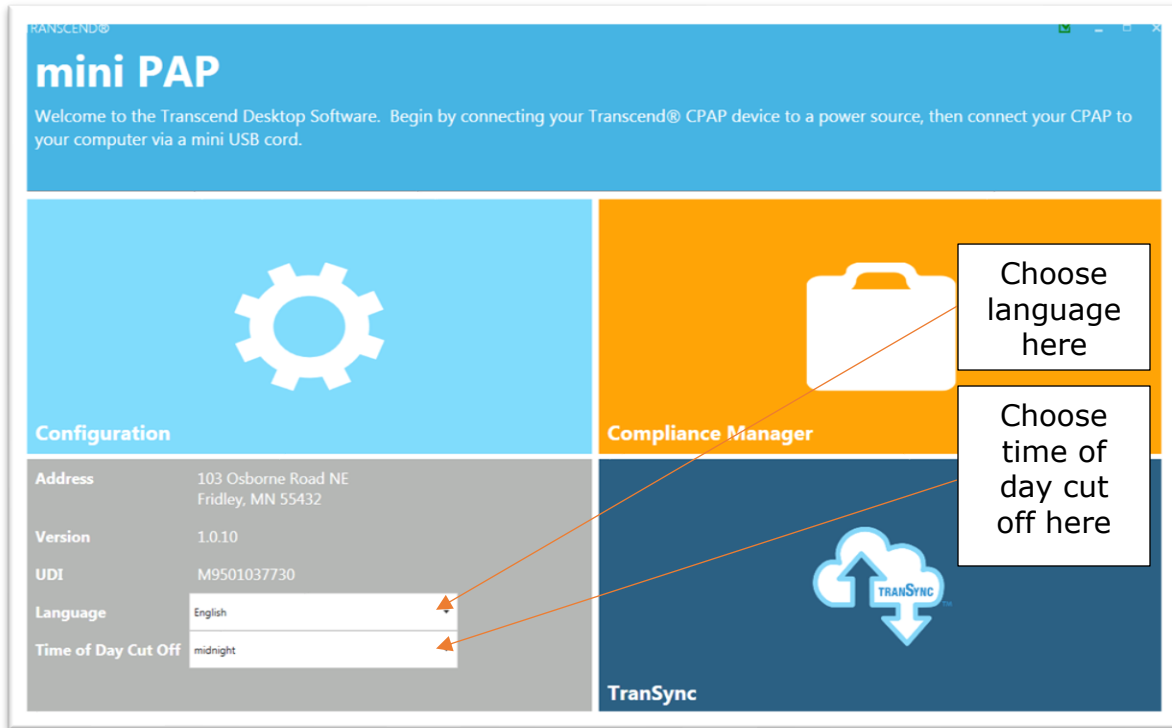 TRANSCEND®
mini PAP
Welcome to the Transcend Desktop Software. Begin by connecting your Transcend® CPAP device to a power source, then connect your CPAP to
your computer via a mini USB cord.
Configuration
Compliance Manager
Choose
language
here
Choose
time of
day cut
off here
Address 103 Osborne Road NE
Fridley, MN 55432
Version 1.0.10
UDI M9501037730
Language English
Time of Day Cut Off midnight
TRANSYNC™
TranSync